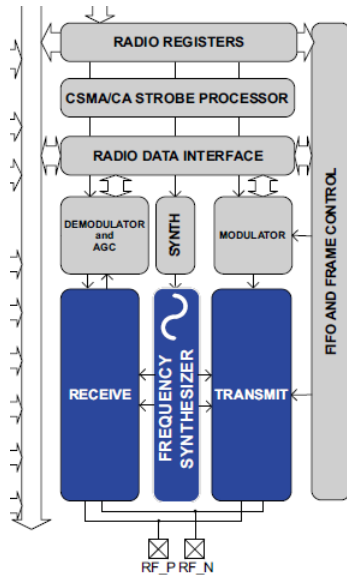 RADIO REGISTERS
CSMA/CA STROBE PROCESSOR
RADIO DATA INTERFACE
DEMODULATOR
and
AGC
SYNTH
MODULATOR
FIFO AND FRAME CONTROL
RECEIVE
FREQUENCY
SYNTHESIZER
TRANSMIT
RF_P
RF_N